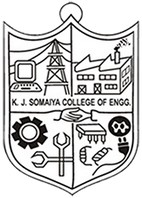 K. J. SOMAIYA COLLEGE OF ENGG.